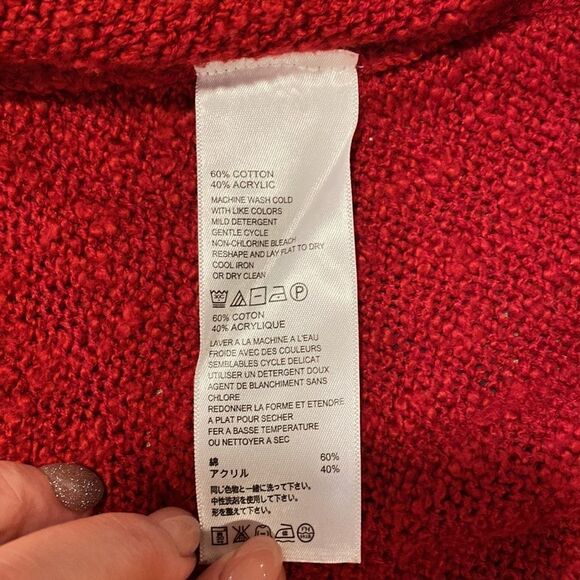 60% COTTON
40% ACRYLIC
MACHINE WASH COLD
WITH LIKE COLORS
MILD DETERGENT
GENTLE CYCLE
NON-CHLORINE BLEACH
RESHAPE AND LAY FLAT TO DRY
COOL IRON
OR DRY CLEAN
P
60% COTON
40% ACRYLIQUE
LAVER A LA MACHINE A L'EAU
FROIDE AVEC DES COULEURS
SEMBLABLES CYCLE DELICAT
UTILISER UN DETERGENT DOUX
AGENT DE BLANCHIMENT SANS
CHLORE
REDONNER LA FORME ET ETENDRE
A PLAT POUR SECHER
FER A BASSE TEMPERATURE
OU NETTOYER A SEC
綿 60%
アクリル 40%
同じ色物と一緒に洗って下さい。
中性洗剤を使用して下さい。
形を整えて下さい。